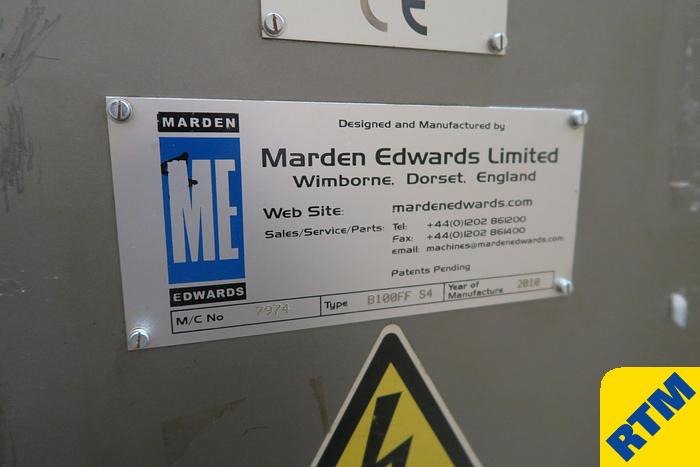 CE
MARDEN
ME
EDWARDS
Designed and Manufactured by
Marden Edwards Limited
Wimborne, Dorset, England
Web Site: mardenedwards.com
Sales/Service/Parts: Tel: +44(0)1202 861200
Fax: +44(0)1202 861400
email: machines@mardenedwards.com
Patents Pending
M/C No 7974 Type B100FF S4 Year of Manufacture 2010
RTM